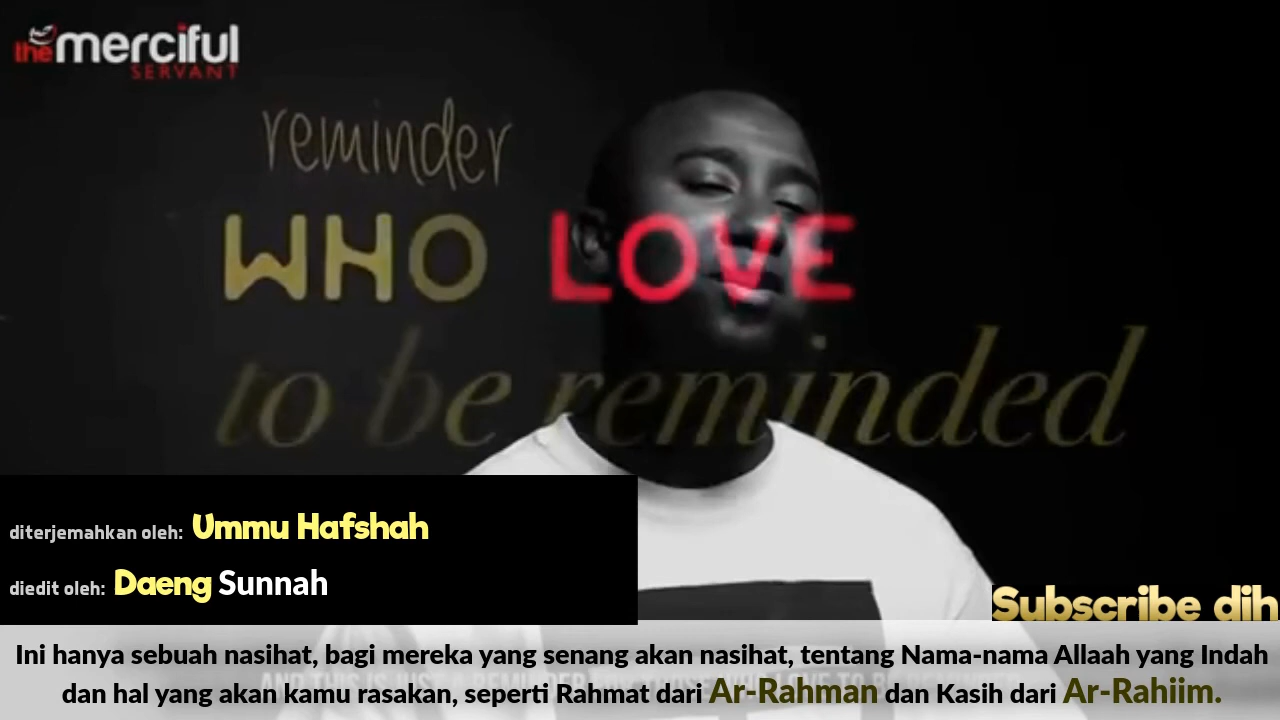 the merciful
SERVANT
reminder
WHO LOVE
to be reminded
diterjemahkan oleh: Ummu Hafshah
diedit oleh: Daeng Sunnah
Subscribe dih
Ini hanya sebuah nasihat, bagi mereka yang senang akan nasihat, tentang Nama-nama Allaah yang Indah
dan hal yang akan kamu rasakan, seperti Rahmat dari Ar-Rahman dan Kasih dari Ar-Rahiim.